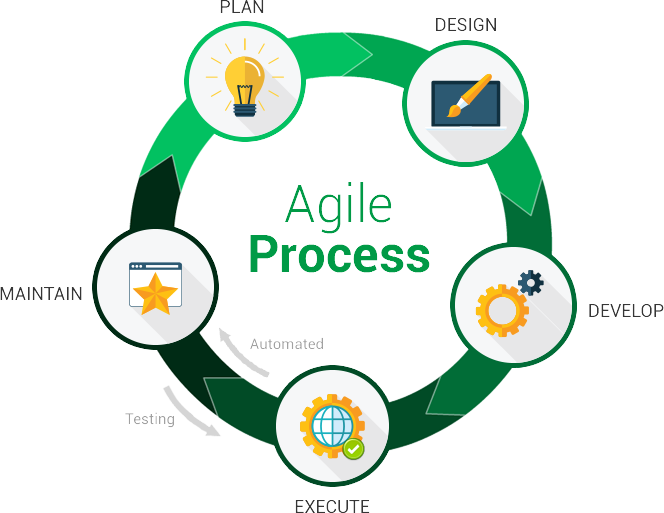 PLAN
DESIGN
Agile
Process
MAINTAIN
DEVELOP
Automated
Testing
EXECUTE